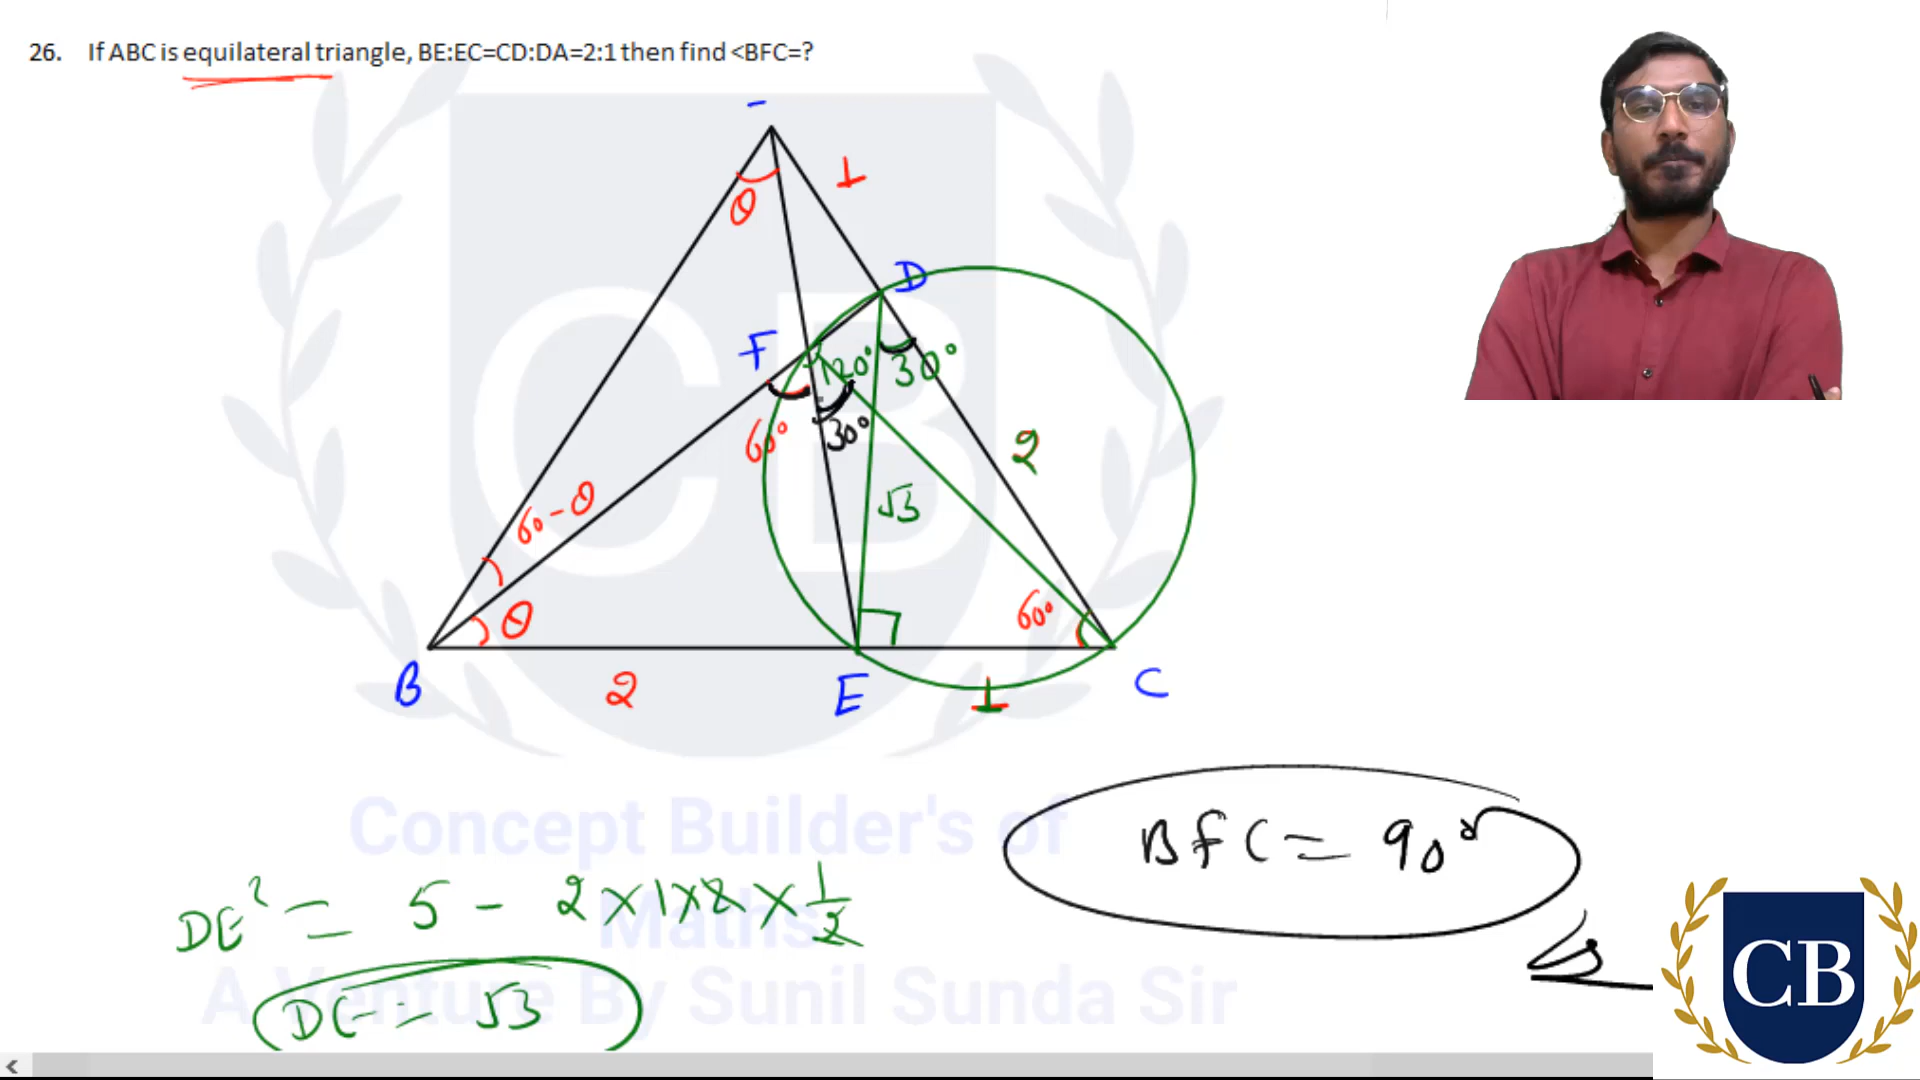 26. If ABC is equilateral triangle, BE:EC=CD:DA=2:1 then find <BFC=?
1
θ
D
F
120°
30°
60°
30°
2
√3
60-θ
θ
60°
B
2
E
1
C
Concept Builder's of
Maths
A Venture By Sunil Sunda Sir
BFC = 90°
DE² = 5 - 2×1×2×1/2
DE = √3
CB
CB